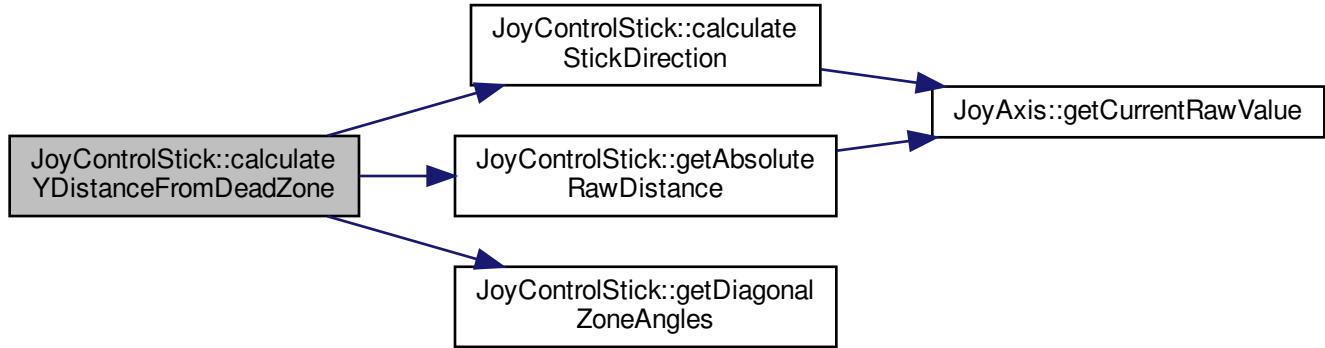 JoyControlStick::calculate
YDistanceFromDeadZone
JoyControlStick::calculate
StickDirection
JoyControlStick::getAbsolute
RawDistance
JoyControlStick::getDiagonal
ZoneAngles
JoyAxis::getCurrentRawValue